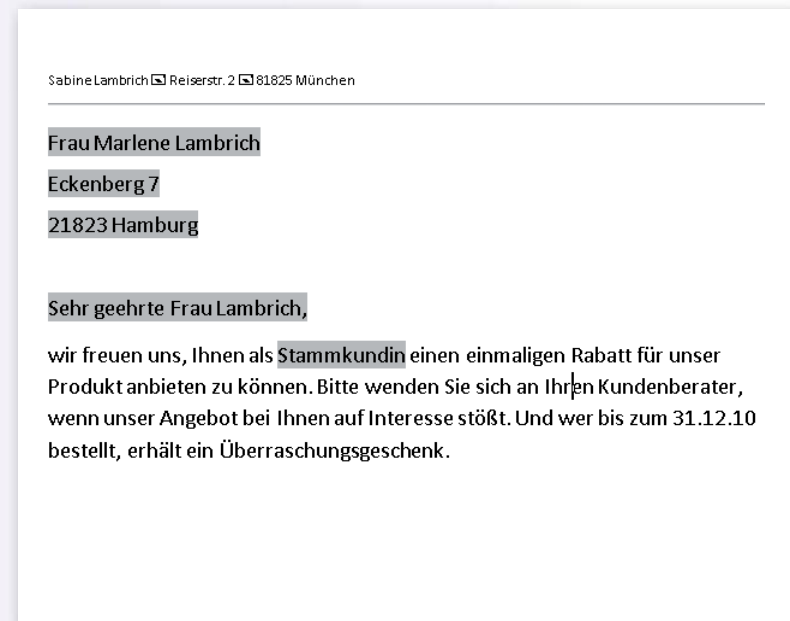 Sabine Lambrich Reiserstr. 2 81825 München
Frau Marlene Lambrich
Eckenberg 7
21823 Hamburg
Sehr geehrte Frau Lambrich,
wir freuen uns, Ihnen als Stammkundin einen einmaligen Rabatt für unser
Produkt anbieten zu können. Bitte wenden Sie sich an Ihren Kundenberater,
wenn unser Angebot bei Ihnen auf Interesse stößt. Und wer bis zum 31.12.10
bestellt, erhält ein Überraschungsgeschenk.